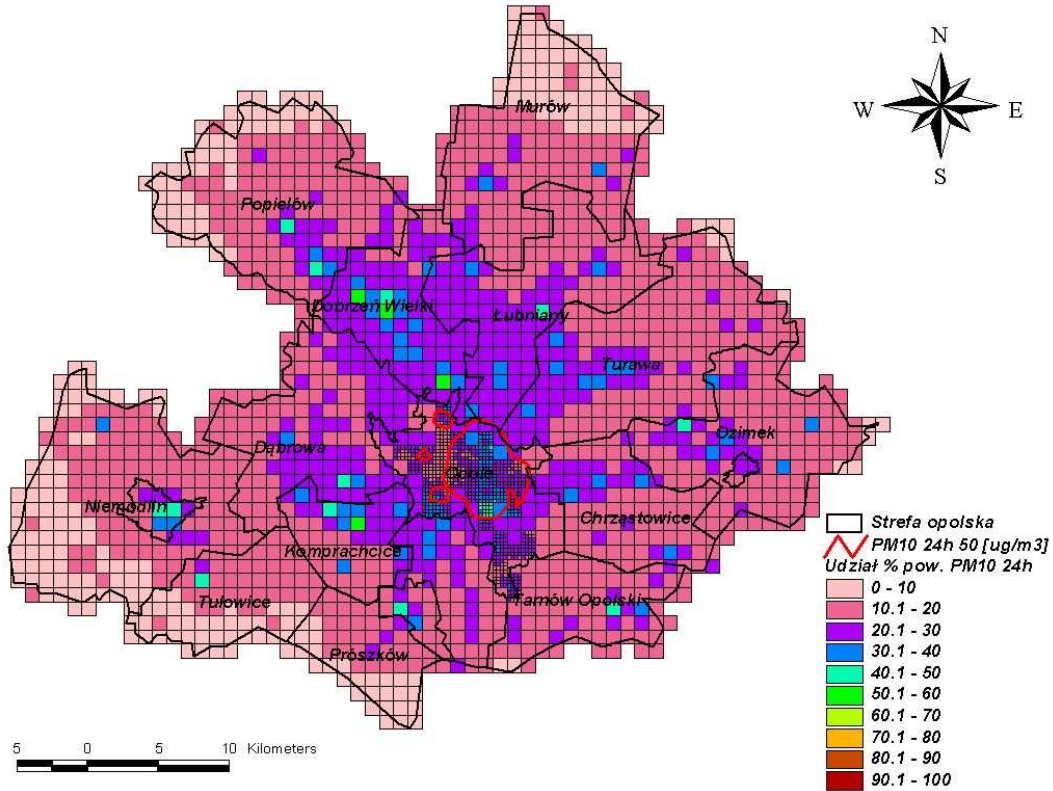 N
W E
S
Murów
Popielów
Dobrzeń Wielki
Łubniany
Turawa
Ozimek
Dąbrowa
Opole
Niemodlin
Chrząstowice
Komprachcice
Tułowice
Tarnów Opolski
Prószków
Strefa opolska
PM10 24h 50 [ug/m3]
Udział % pow. PM10 24h
0 - 10
10.1 - 20
20.1 - 30
30.1 - 40
40.1 - 50
50.1 - 60
60.1 - 70
70.1 - 80
80.1 - 90
90.1 - 100
5 0 5 10 Kilometers